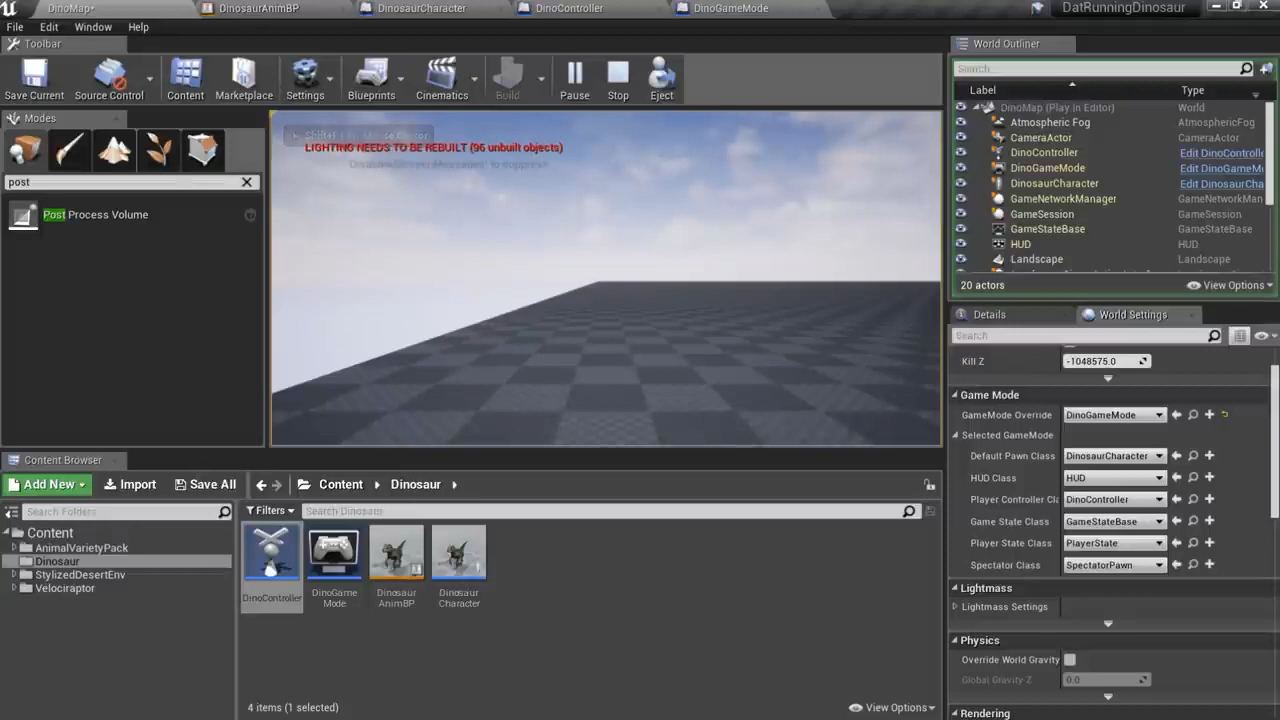 DinoMap*
DinosaurAnimBP
DinosaurCharacter
DinoController
DinoGameMode
DatRunningDinosaur
File Edit Window Help
Toolbar
Save Current
Source Control
Content
Marketplace
Settings
Blueprints
Cinematics
Build
Pause
Stop
Eject
Modes
post
Post Process Volume
LIGHTING NEEDS TO BE REBUILT (96 unbuilt objects)
World Outliner
Search...
Label Type
DinoMap (Play In Editor) World
Atmospheric Fog AtmosphericFog
CameraActor CameraActor
DinoController Edit DinoControlle
DinoGameMode Edit DinoGameM
DinosaurCharacter Edit DinosaurCha
GameNetworkManager GameNetworkMan
GameSession GameSession
GameStateBase GameStateBase
HUD HUD
Landscape Landscape
20 actors View Options
Details
World Settings
Search
Kill Z -1048575.0
Game Mode
GameMode Override DinoGameMode
Selected GameMode
Default Pawn Class DinosaurCharacter
HUD Class HUD
Player Controller Cla DinoController
Game State Class GameStateBase
Player State Class PlayerState
Spectator Class SpectatorPawn
Lightmass
Lightmass Settings
Physics
Override World Gravity
Global Gravity Z 0.0
Rendering
Content Browser
Add New Import Save All Content Dinosaur
Search Folders
Filters Search Dinosaur
Content
AnimalVarietyPack
Dinosaur
StylizedDesertEnv
Velociraptor
DinoController
DinoGame
Mode
Dinosaur
AnimBP
Dinosaur
Character
4 items (1 selected) View Options